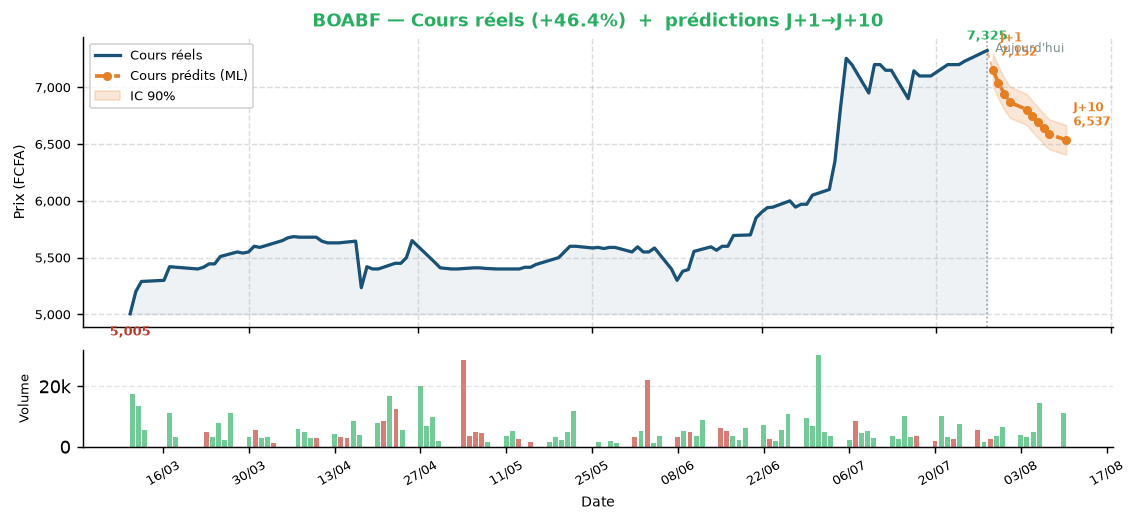 BOABF — Cours réels (+46.4%)  +  prédictions J+1→J+10
7,325
J+1
7,152
Aujourd'hui
Cours réels
Cours prédits (ML)
IC 90%
J+10
6,537
7,000
6,500
6,000
5,500
5,000
Prix (FCFA)
5,005
20k
0
Volume
16/03
30/03
13/04
27/04
11/05
25/05
08/06
22/06
06/07
20/07
03/08
17/08
Date